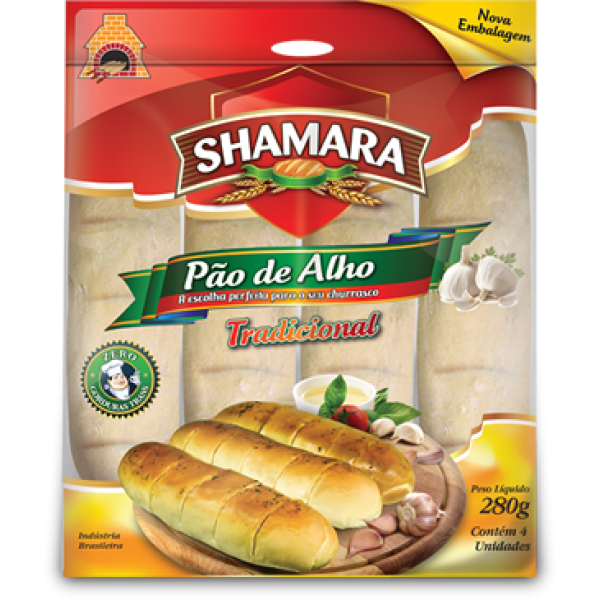 Nova
Embalagem
SHAMARA
Pão de Alho
A escolha perfeita para o seu churrasco
Tradicional
ZERO
GORDURAS TRANS
Peso Líquido
280g
Contém 4
Unidades
Indústria
Brasileira